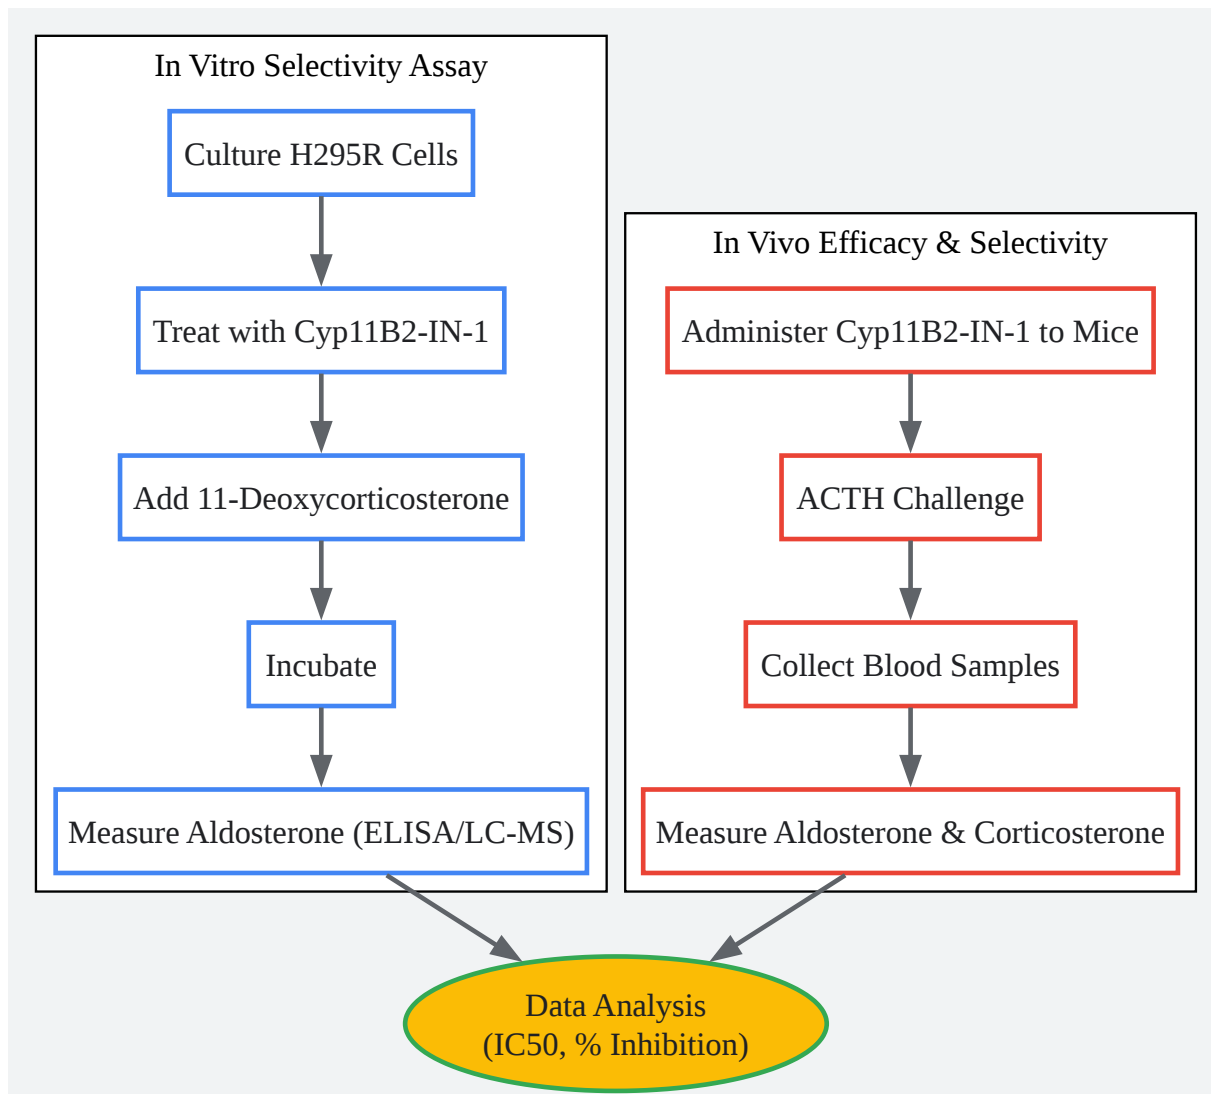 In Vitro Selectivity Assay
Culture H295R Cells
Treat with Cyp11B2-IN-1
Add 11-Deoxycorticosterone
Incubate
Measure Aldosterone (ELISA/LC-MS)
In Vivo Efficacy & Selectivity
Administer Cyp11B2-IN-1 to Mice
ACTH Challenge
Collect Blood Samples
Measure Aldosterone & Corticosterone
Data Analysis
(IC50, % Inhibition)